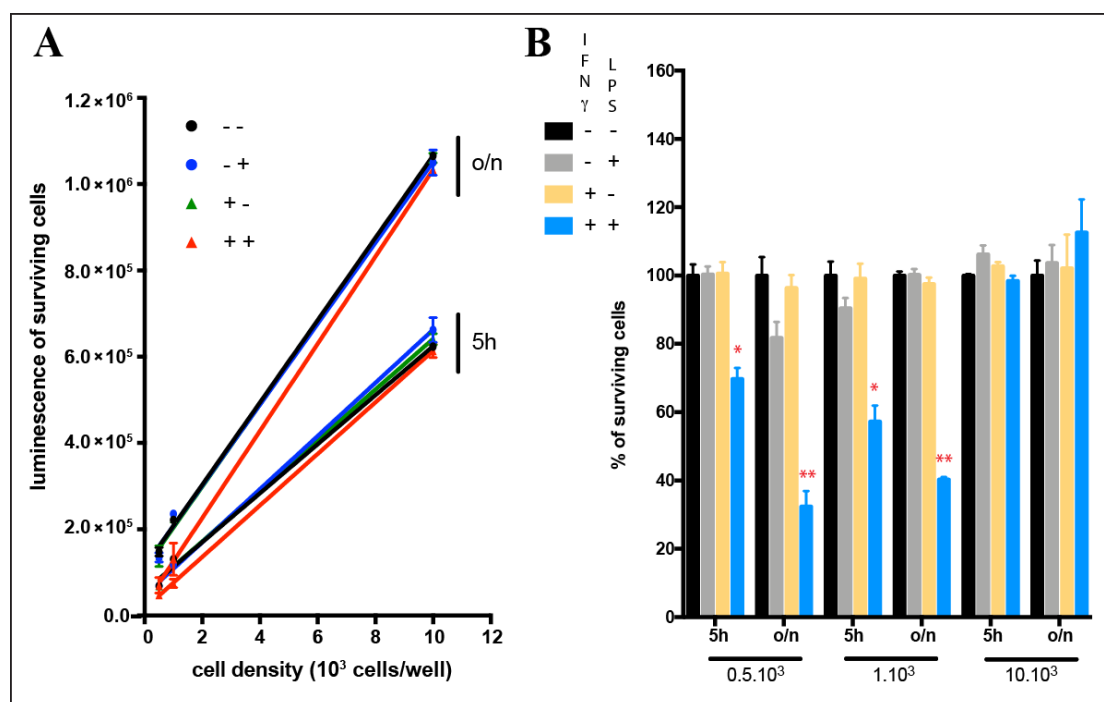 A
luminescence of surviving cells
1.2×10⁶
1.0×10⁶
8.0×10⁵
6.0×10⁵
4.0×10⁵
2.0×10⁵
0.0
- -
- +
+ -
+ +
o/n
5h
0 2 4 6 8 10 12
cell density (10³ cells/well)
B
IFNγ LPS
- -
- +
+ -
+ +
% of surviving cells
160
140
120
100
80
60
40
20
0
* ** * **
5h o/n 5h o/n 5h o/n
0.5.10³ 1.10³ 10.10³